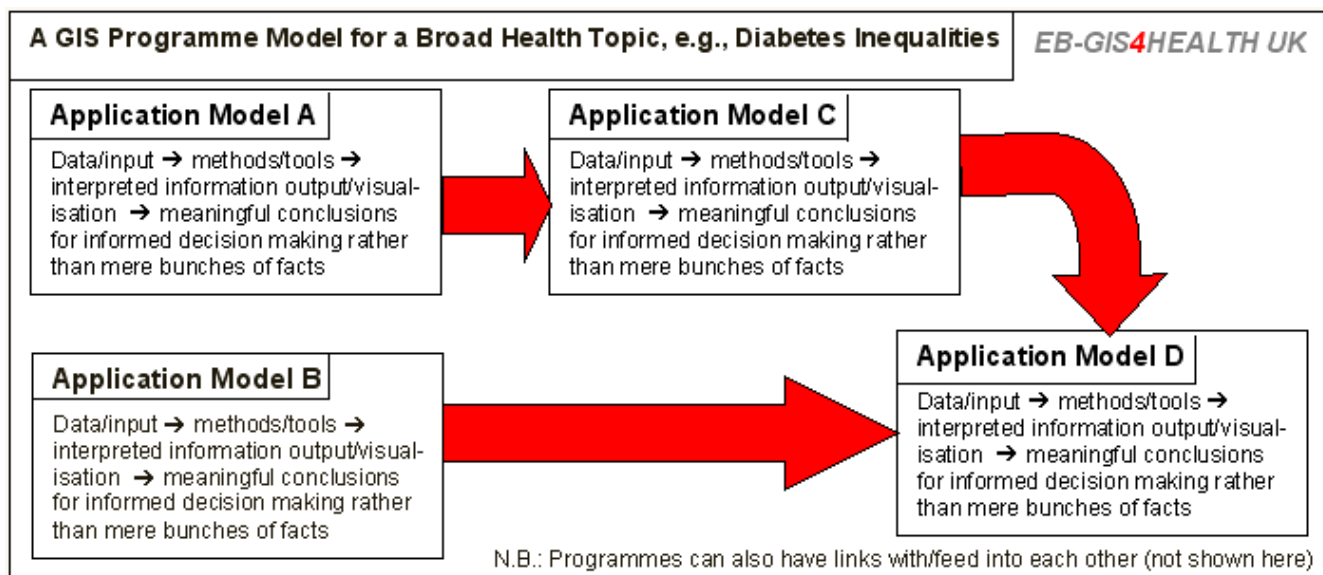 A GIS Programme Model for a Broad Health Topic, e.g., Diabetes Inequalities
EB-GIS4HEALTH UK
Application Model A
Data/input ➔ methods/tools ➔
interpreted information output/visual-
isation ➔ meaningful conclusions
for informed decision making rather
than mere bunches of facts
Application Model C
Data/input ➔ methods/tools ➔
interpreted information output/visual-
isation ➔ meaningful conclusions
for informed decision making rather
than mere bunches of facts
Application Model B
Data/input ➔ methods/tools ➔
interpreted information output/visual-
isation ➔ meaningful conclusions
for informed decision making rather
than mere bunches of facts
Application Model D
Data/input ➔ methods/tools ➔
interpreted information output/visual-
isation ➔ meaningful conclusions
for informed decision making rather
than mere bunches of facts
N.B.: Programmes can also have links with/feed into each other (not shown here)